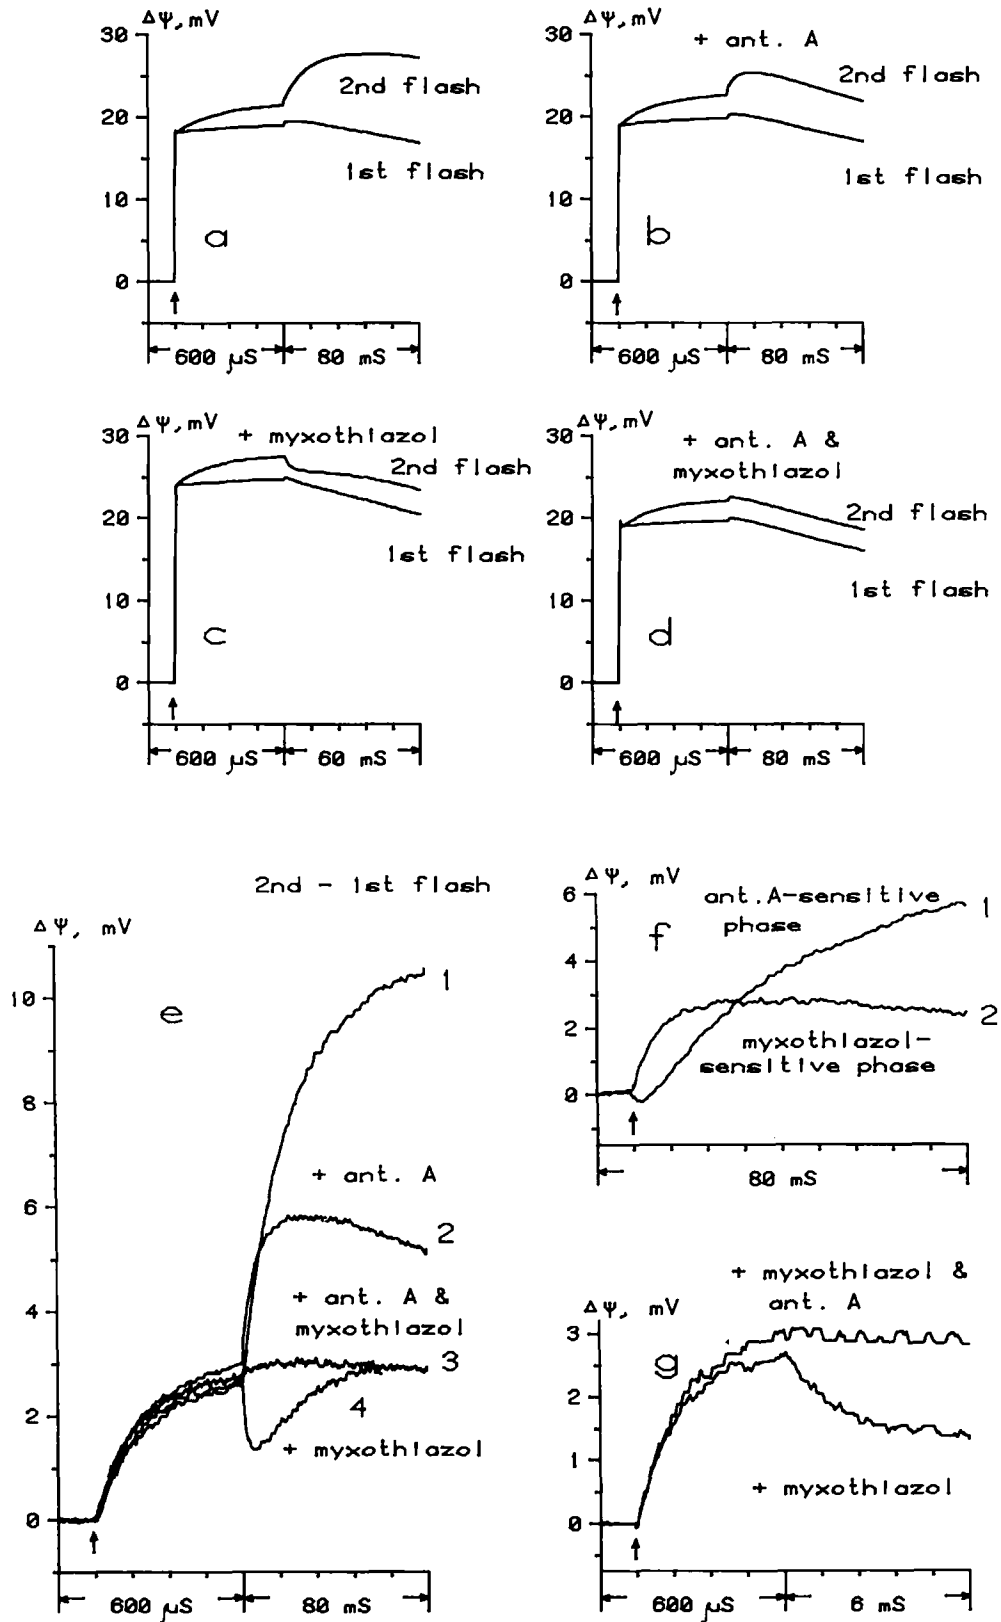 ΔΨ, mV
30
20
10
0
2nd flash
1st flash
a
600 μS
80 mS
ΔΨ, mV
30
20
10
0
+ ant. A
2nd flash
1st flash
b
600 μS
80 mS
ΔΨ, mV
30
20
10
0
+ myxothiazol
2nd flash
1st flash
c
600 μS
60 mS
ΔΨ, mV
30
20
10
0
+ ant. A &
myxothiazol
2nd flash
1st flash
d
600 μS
80 mS
2nd - 1st flash
ΔΨ, mV
10
8
6
4
2
0
e
1
+ ant. A
2
+ ant. A &
myxothiazol
3
4
+ myxothiazol
600 μS
80 mS
ΔΨ, mV
6
4
2
0
f
ant. A-sensitive
phase
1
2
myxothiazol-
sensitive phase
80 mS
+ myxothiazol &
ant. A
ΔΨ, mV
3
2
1
0
g
+ myxothiazol
600 μS
6 mS